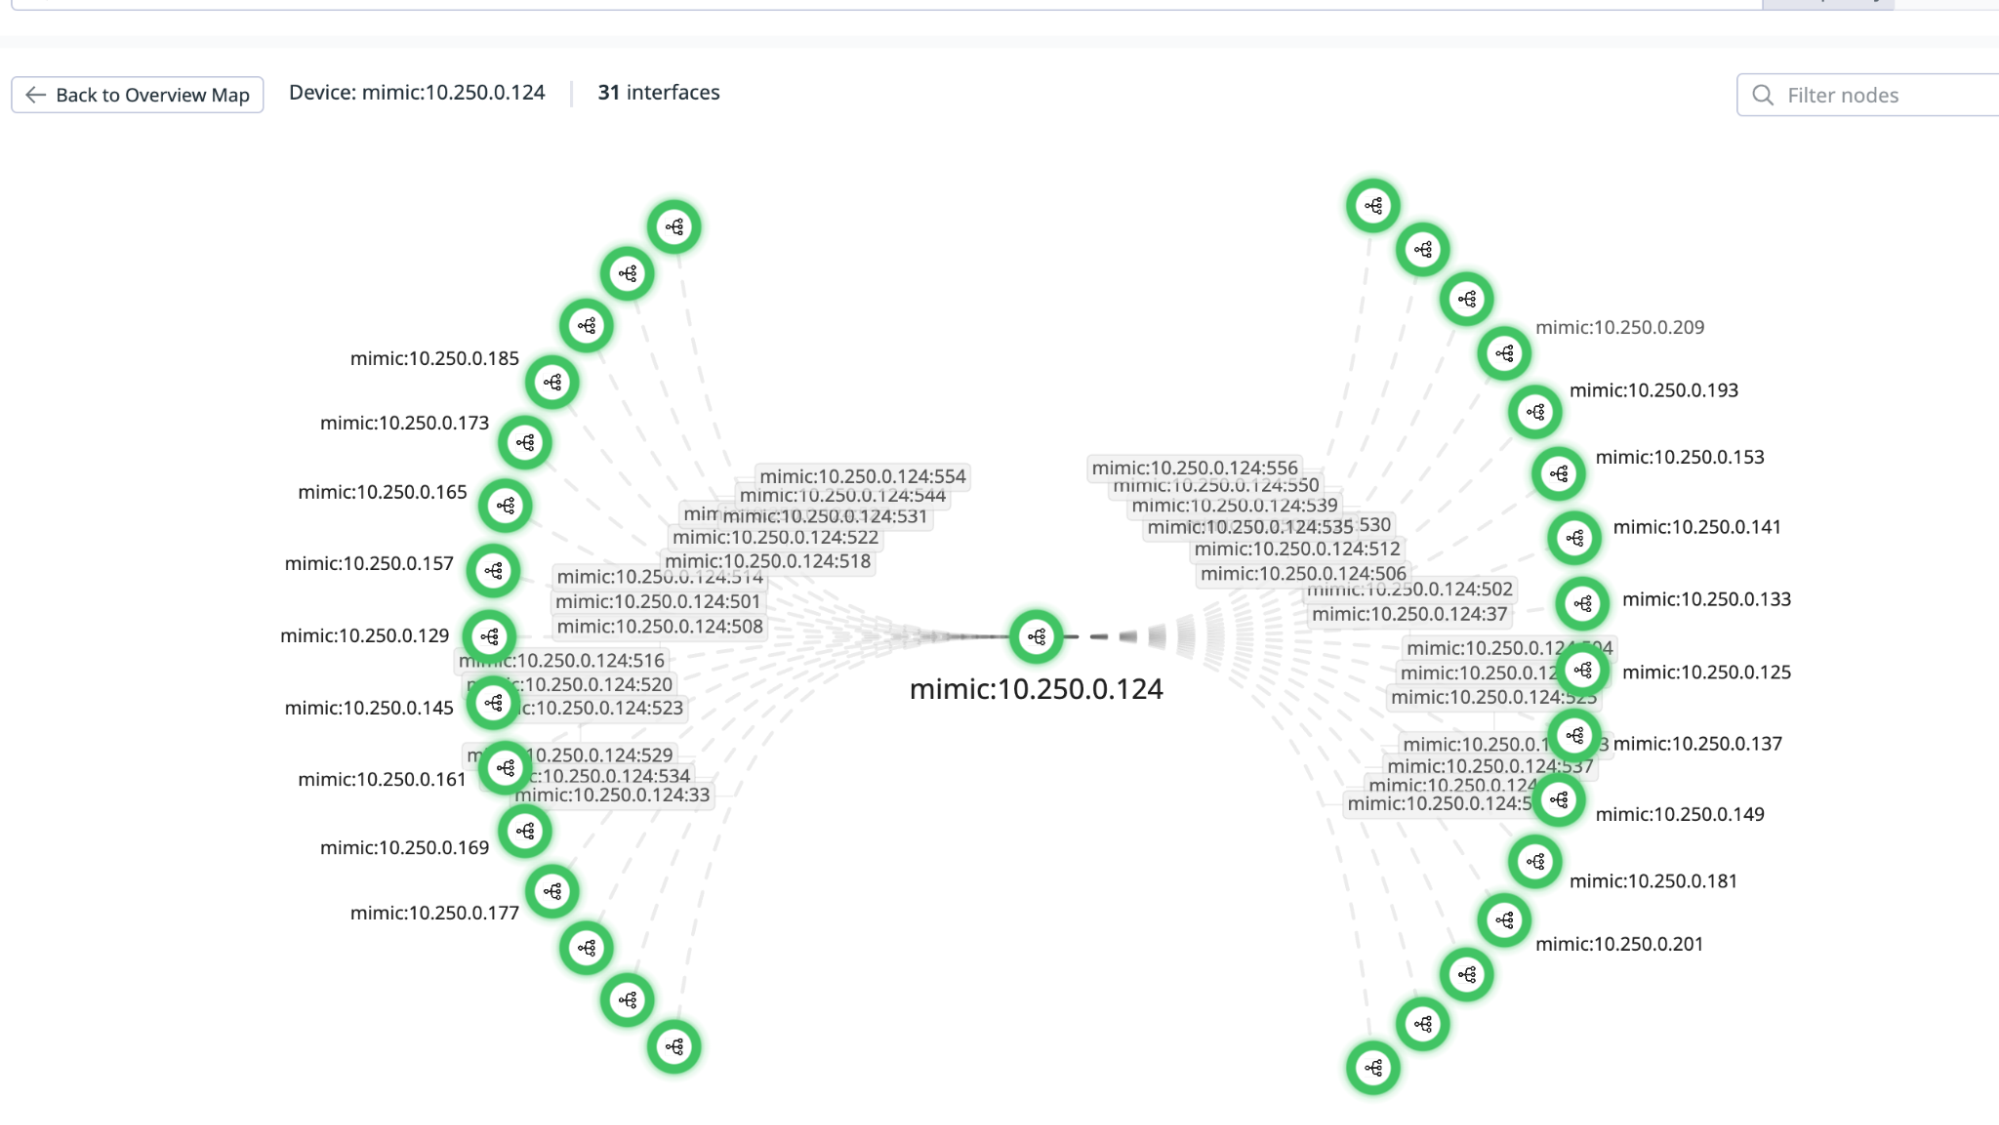 Back to Overview Map
Device: mimic:10.250.0.124
31 interfaces
Filter nodes
mimic:10.250.0.185
mimic:10.250.0.173
mimic:10.250.0.165
mimic:10.250.0.157
mimic:10.250.0.129
mimic:10.250.0.145
mimic:10.250.0.161
mimic:10.250.0.169
mimic:10.250.0.177
mimic:10.250.0.124:554
mimic:10.250.0.124:544
mimic:10.250.0.124:531
mimic:10.250.0.124:522
mimic:10.250.0.124:518
mimic:10.250.0.124:514
mimic:10.250.0.124:501
mimic:10.250.0.124:508
mimic:10.250.0.124:516
:10.250.0.124:520
:10.250.0.124:523
10.250.0.124:529
:10.250.0.124:534
mimic:10.250.0.124:33
mimic:10.250.0.124
mimic:10.250.0.124:556
mimic:10.250.0.124:550
mimic:10.250.0.124:539
mimic:10.250.0.124:535
:530
mimic:10.250.0.124:512
mimic:10.250.0.124:506
mimic:10.250.0.124:502
mimic:10.250.0.124:37
mimic:10.250.0.124:504
mimic:10.250.0.12
mimic:10.250.0.124:525
mimic:10.250.0.1
mimic:10.250.0.124:537
mimic:10.250.0.124
mimic:10.250.0.124:5
mimic:10.250.0.209
mimic:10.250.0.193
mimic:10.250.0.153
mimic:10.250.0.141
mimic:10.250.0.133
mimic:10.250.0.125
mimic:10.250.0.137
mimic:10.250.0.149
mimic:10.250.0.181
mimic:10.250.0.201